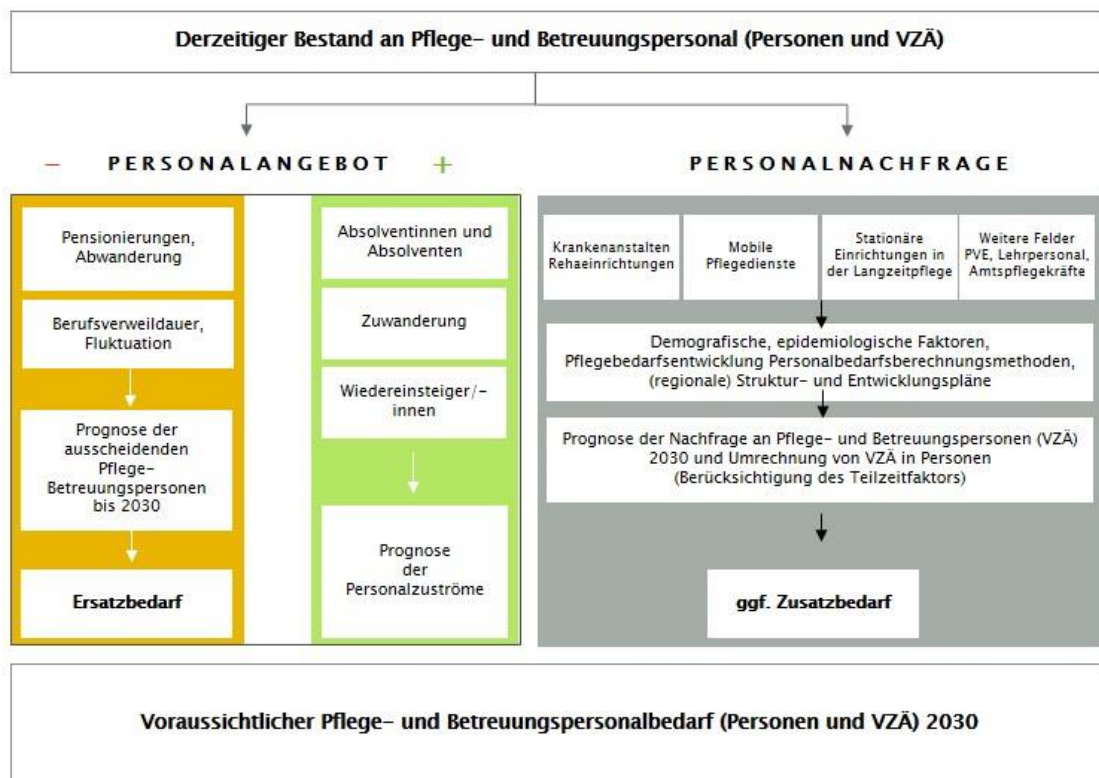 Derzeitiger Bestand an Pflege- und Betreuungspersonal (Personen und VZÄ)
− PERSONALANGEBOT +
PERSONALNACHFRAGE
Pensionierungen,
Abwanderung
Berufsverweildauer,
Fluktuation
Prognose der
ausscheidenden
Pflege-
Betreuungspersonen
bis 2030
Ersatzbedarf
Absolventinnen und
Absolventen
Zuwanderung
Wiedereinsteiger/-
innen
Prognose
der
Personalzuströme
Krankenanstalten
Rehaeinrichtungen
Mobile
Pflegedienste
Stationäre
Einrichtungen in
der Langzeitpflege
Weitere Felder
PVE, Lehrpersonal,
Amtspflegekräfte
Demografische, epidemiologische Faktoren,
Pflegebedarfsentwicklung Personalbedarfsberechnungsmethoden,
(regionale) Struktur- und Entwicklungspläne
Prognose der Nachfrage an Pflege- und Betreuungspersonen (VZÄ)
2030 und Umrechnung von VZÄ in Personen
(Berücksichtigung des Teilzeitfaktors)
ggf. Zusatzbedarf
Voraussichtlicher Pflege- und Betreuungspersonalbedarf (Personen und VZÄ) 2030